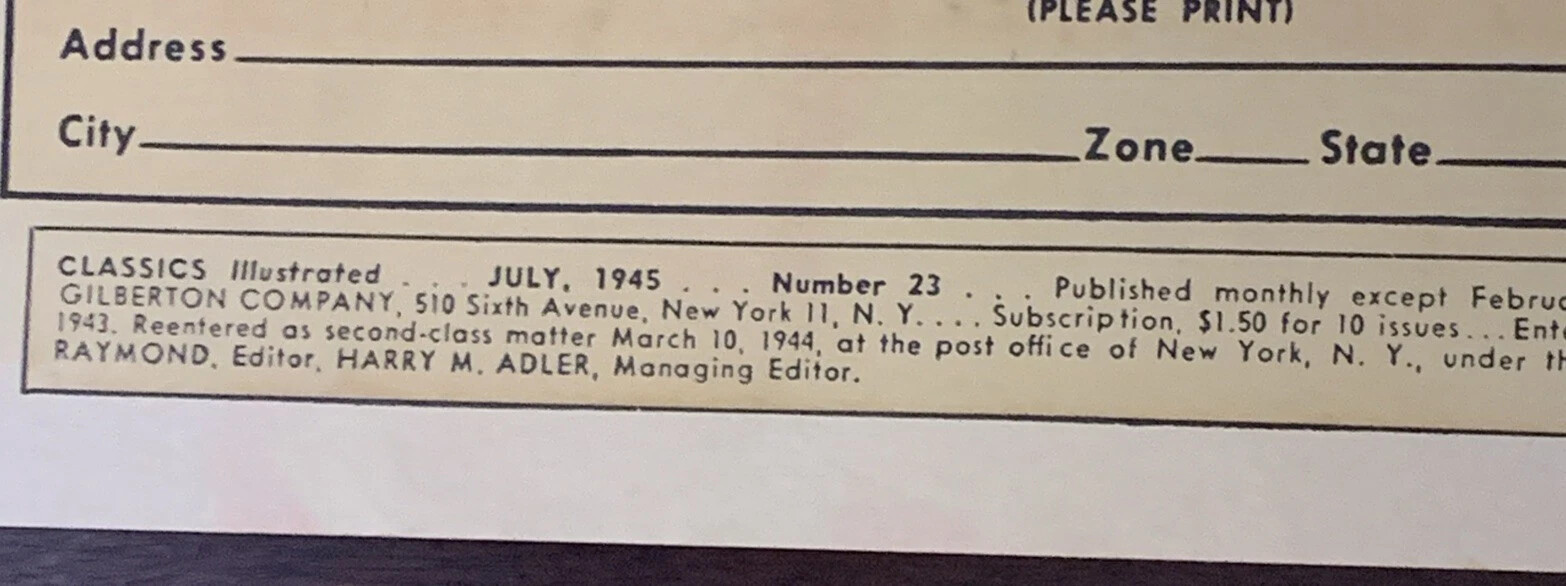 (PLEASE PRINT)
Address
City Zone State
CLASSICS Illustrated . . . JULY, 1945 . . . Number 23 . . . Published monthly except
GILBERTON COMPANY, 510 Sixth Avenue, New York 11, N. Y. . . . Subscription, $1.50 for 10 issues . . .
1943. Reentered as second-class matter March 10, 1944, at the post office of New York, N. Y., under
RAYMOND, Editor, HARRY M. ADLER, Managing Editor.